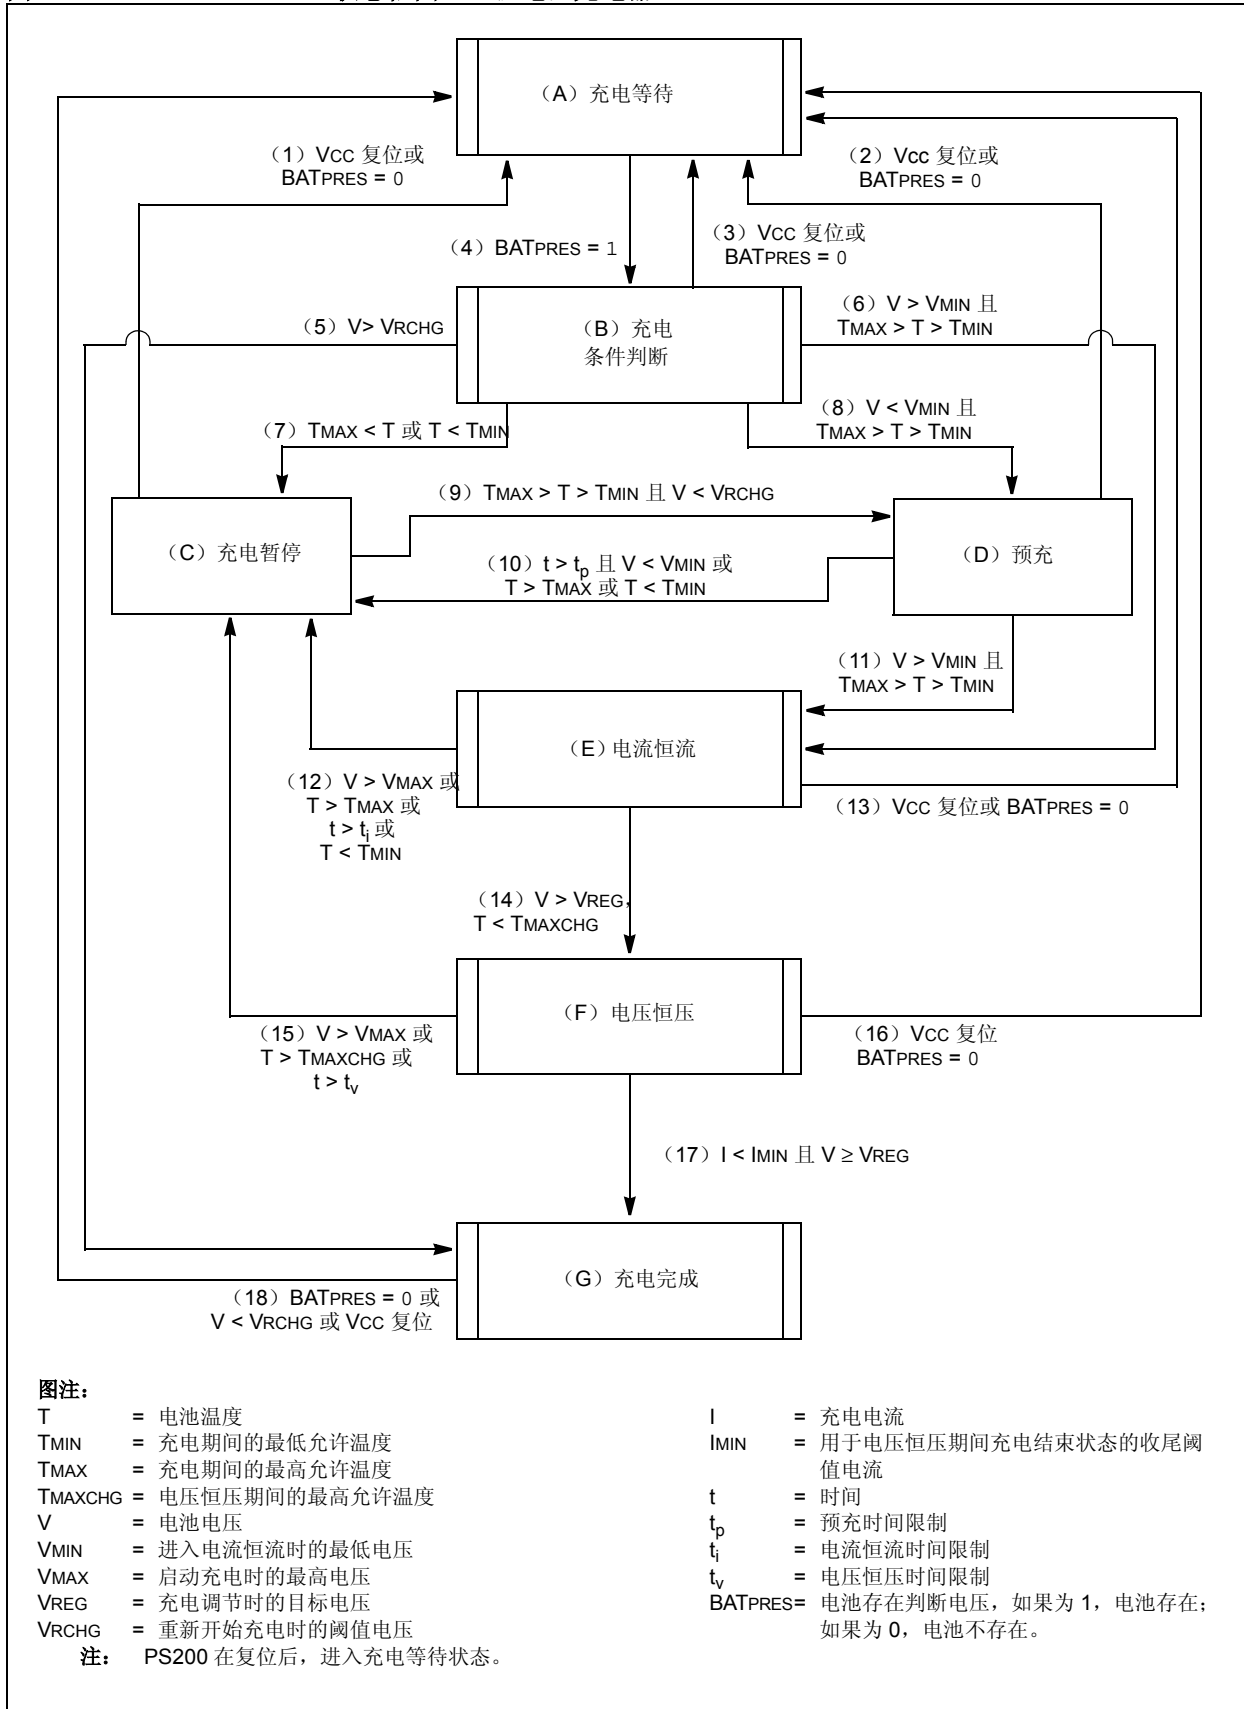 （A）充电等待
（1）VCC 复位或
BATPRES = 0
（2）Vcc 复位或
BATPRES = 0
（3）VCC 复位或
BATPRES = 0
（4）BATPRES = 1
（5）V> VRCHG
（B）充电
条件判断
（6）V > VMIN 且
TMAX > T > TMIN
（7）TMAX < T 或 T < TMIN
（8）V < VMIN 且
TMAX > T > TMIN
（9）TMAX > T > TMIN 且 V < VRCHG
（C）充电暂停
（D）预充
（10）t > tp 且 V < VMIN 或
T > TMAX 或 T < TMIN
（11）V > VMIN 且
TMAX > T > TMIN
（E）电流恒流
（12）V > VMAX 或
T > TMAX 或
t > ti 或
T < TMIN
（13）VCC 复位或 BATPRES = 0
（14）V > VREG，
T < TMAXCHG
（F）电压恒压
（15）V > VMAX 或
T > TMAXCHG 或
t > tv
（16）VCC 复位
BATPRES = 0
（17）I < IMIN 且 V ≥ VREG
（G）充电完成
（18）BATPRES = 0 或
V < VRCHG 或 VCC 复位
图注：
T = 电池温度
TMIN = 充电期间的最低允许温度
TMAX = 充电期间的最高允许温度
TMAXCHG = 电压恒压期间的最高允许温度
V = 电池电压
VMIN = 进入电流恒流时的最低电压
VMAX = 启动充电时的最高电压
VREG = 充电调节时的目标电压
VRCHG = 重新开始充电时的阈值电压
注： PS200 在复位后，进入充电等待状态。
I = 充电电流
IMIN = 用于电压恒压期间充电结束状态的收尾阈
值电流
t = 时间
tp = 预充时间限制
ti = 电流恒流时间限制
tv = 电压恒压时间限制
BATPRES= 电池存在判断电压，如果为 1，电池存在；
如果为 0，电池不存在。